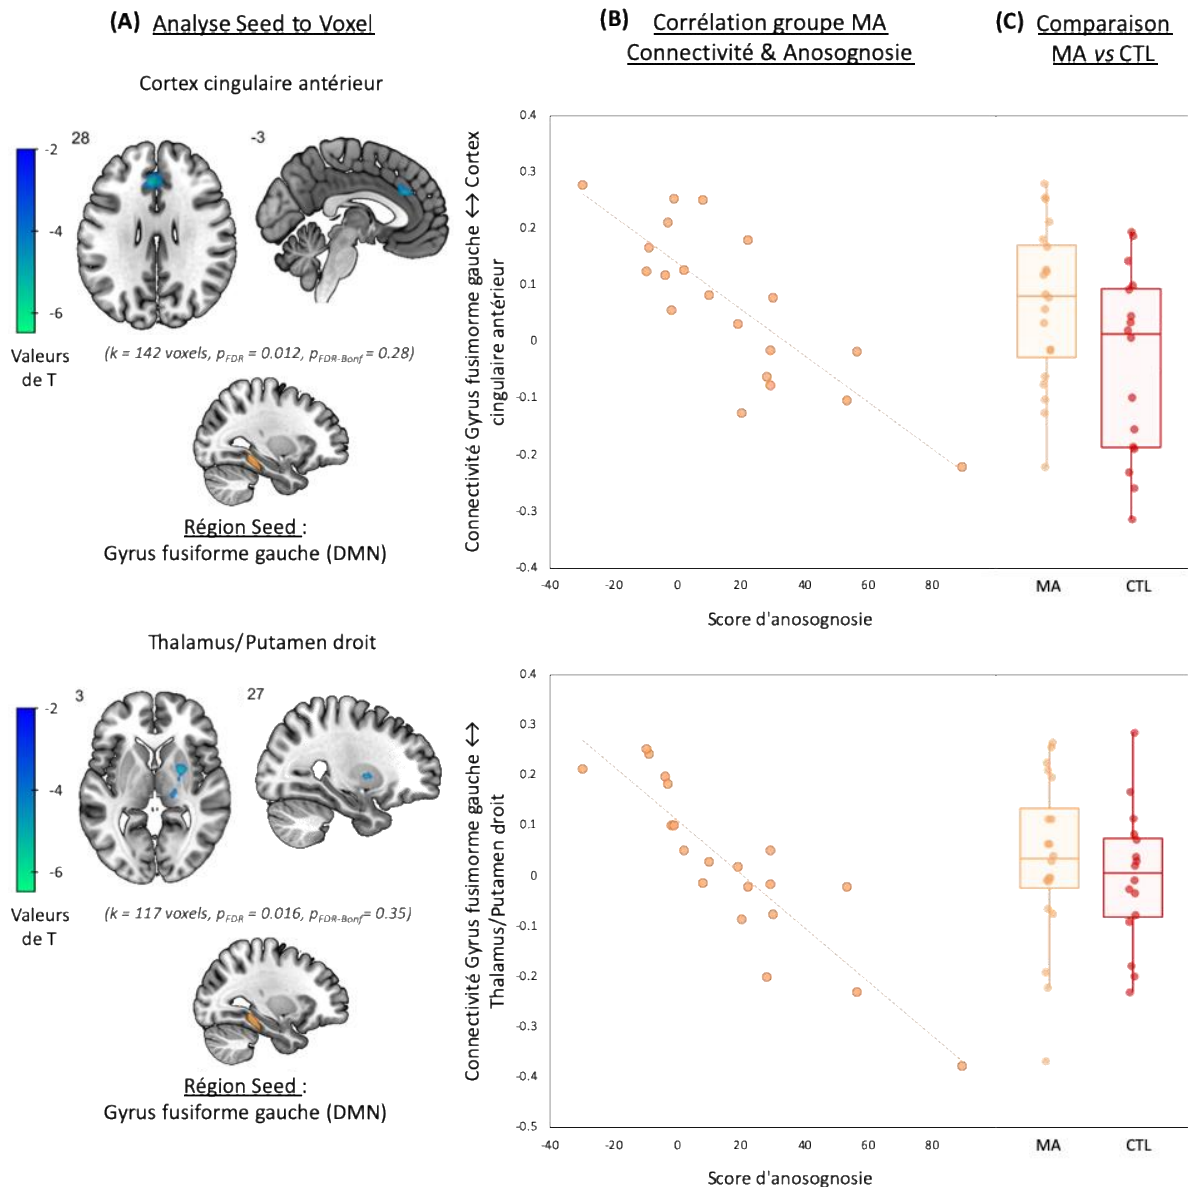 (A) Analyse Seed to Voxel
(B) Corrélation groupe MA
Connectivité & Anosognosie
(C) Comparaison
MA vs CTL
Cortex cingulaire antérieur
28
-3
-2
-4
-6
Valeurs
de T
(k = 142 voxels, pFDR = 0.012, pFDR-Bonf = 0.28)
Région Seed :
Gyrus fusiforme gauche (DMN)
Connectivité Gyrus fusimorme gauche ↔ Cortex
cingulaire antérieur
0.4
0.3
0.2
0.1
0
-0.1
-0.2
-0.3
-0.4
-40
0
20
40
60
80
MA
CTL
Score d'anosognosie
Thalamus/Putamen droit
3
27
-2
-4
-6
Valeurs
de T
(k = 117 voxels, pFDR = 0.016, pFDR-Bonf= 0.35)
Région Seed :
Gyrus fusiforme gauche (DMN)
Connectivité Gyrus fusimorme gauche ↔
Thalamus/Putamen droit
0.4
0.3
0.2
0.1
0
-0.1
-0.2
-0.3
-0.4
-0.5
-40
0
20
40
60
80
MA
CTL
Score d'anosognosie